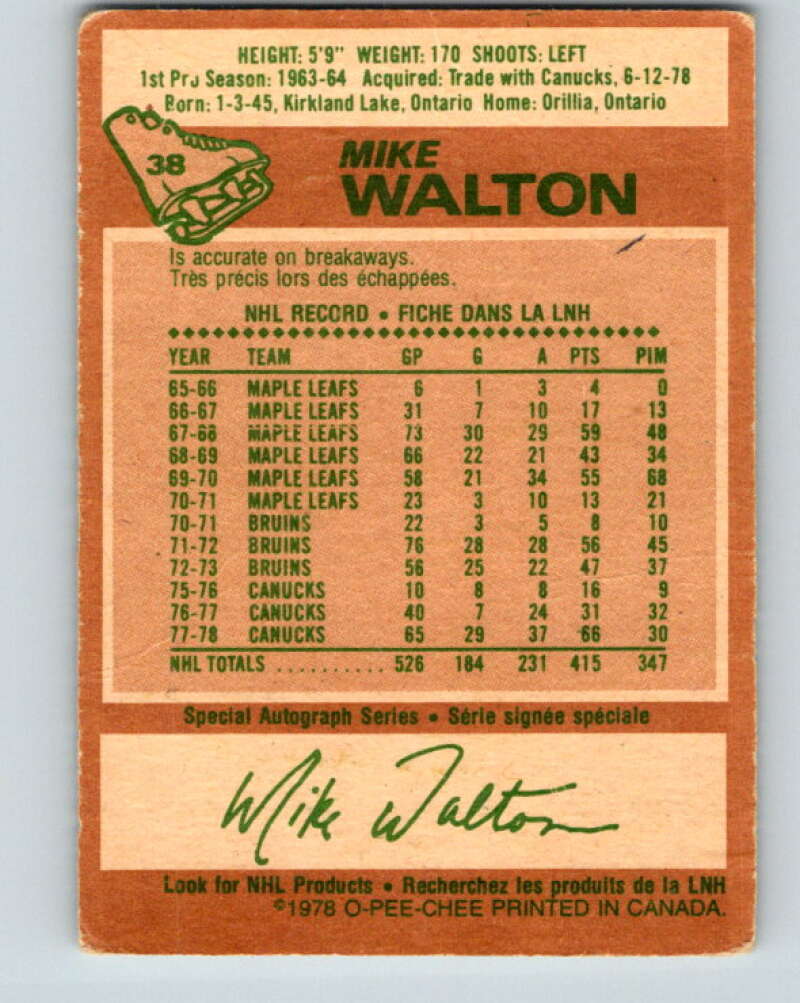 HEIGHT: 5'9" WEIGHT: 170 SHOOTS: LEFT
1st Pro Season: 1963-64 Acquired: Trade with Canucks, 6-12-78
Born: 1-3-45, Kirkland Lake, Ontario Home: Orillia, Ontario
38
MIKE
WALTON
Is accurate on breakaways.
Très précis lors des échappées.
NHL RECORD • FICHE DANS LA LNH
YEAR TEAM GP G A PTS PIM
65-66 MAPLE LEAFS 6 1 3 4 0
66-67 MAPLE LEAFS 31 7 10 17 13
67-68 MAPLE LEAFS 73 30 29 59 48
68-69 MAPLE LEAFS 66 22 21 43 34
69-70 MAPLE LEAFS 58 21 34 55 68
70-71 MAPLE LEAFS 23 3 10 13 21
70-71 BRUINS 22 3 5 8 10
71-72 BRUINS 76 28 28 56 45
72-73 BRUINS 56 25 22 47 37
75-76 CANUCKS 10 8 8 16 9
76-77 CANUCKS 40 7 24 31 32
77-78 CANUCKS 65 29 37 66 30
NHL TOTALS .......... 526 184 231 415 347
Special Autograph Series • Série signée spéciale
Mike Walton
Look for NHL Products • Recherchez les produits de la LNH
©1978 O-PEE-CHEE PRINTED IN CANADA.